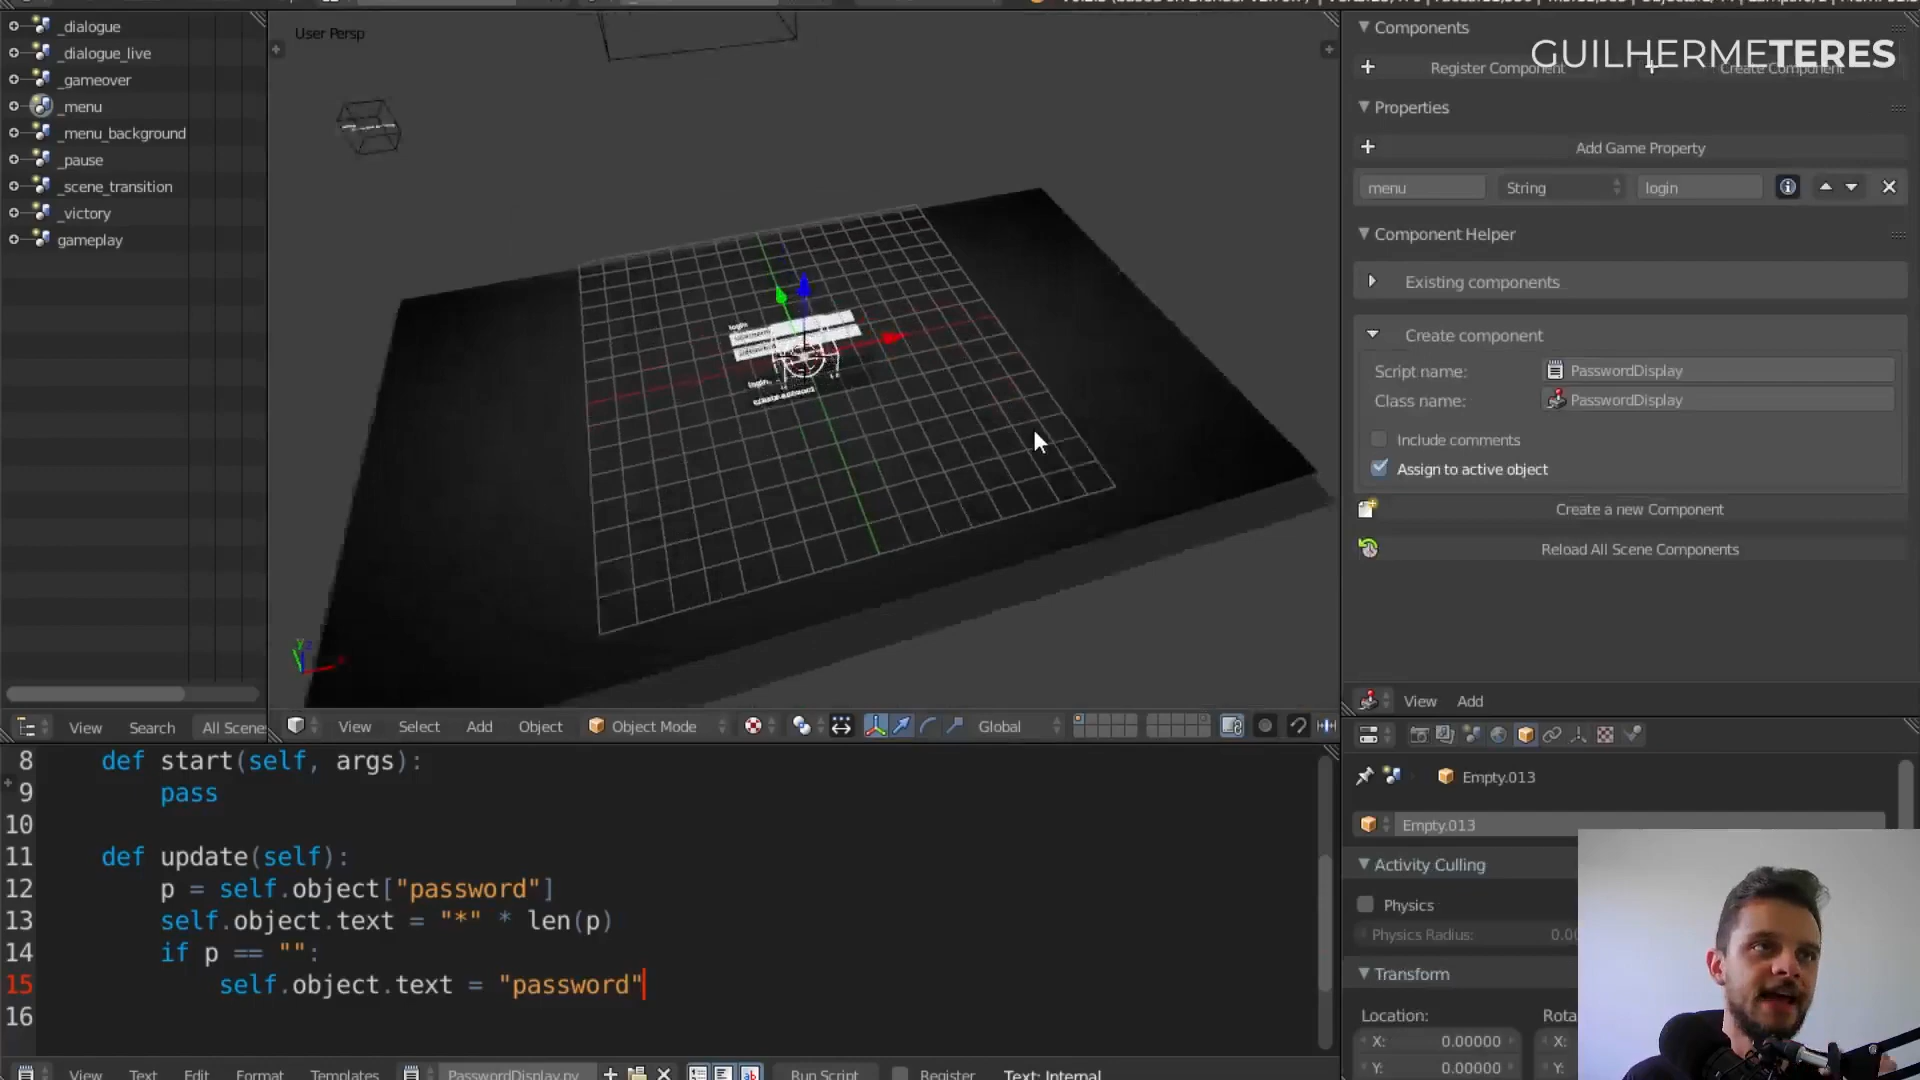 _dialogue
_dialogue_live
_gameover
_menu
_menu_background
_pause
_scene_transition
_victory
gameplay
View Search All Scene
User Persp
login
View Select Add Object Object Mode Global
Components
GUILHERMETERES
Register Component Create Component
Properties
Add Game Property
menu String login
Component Helper
Existing components
Create component
Script name: PasswordDisplay
Class name: PasswordDisplay
Include comments
Assign to active object
Create a new Component
Reload All Scene Components
View Add
Empty.013
Empty.013
Activity Culling
Physics
Physics Radius: 0.00
Transform
Location: Rota
X: 0.00000 X:
Y: 0.00000 Y:
8 def start(self, args):
9 pass
10
11 def update(self):
12 p = self.object["password"]
13 self.object.text = "*" * len(p)
14 if p == "":
15 self.object.text = "password"
16
View Text Edit Format Templates PasswordDisplay.py Run Script Register Text: Internal